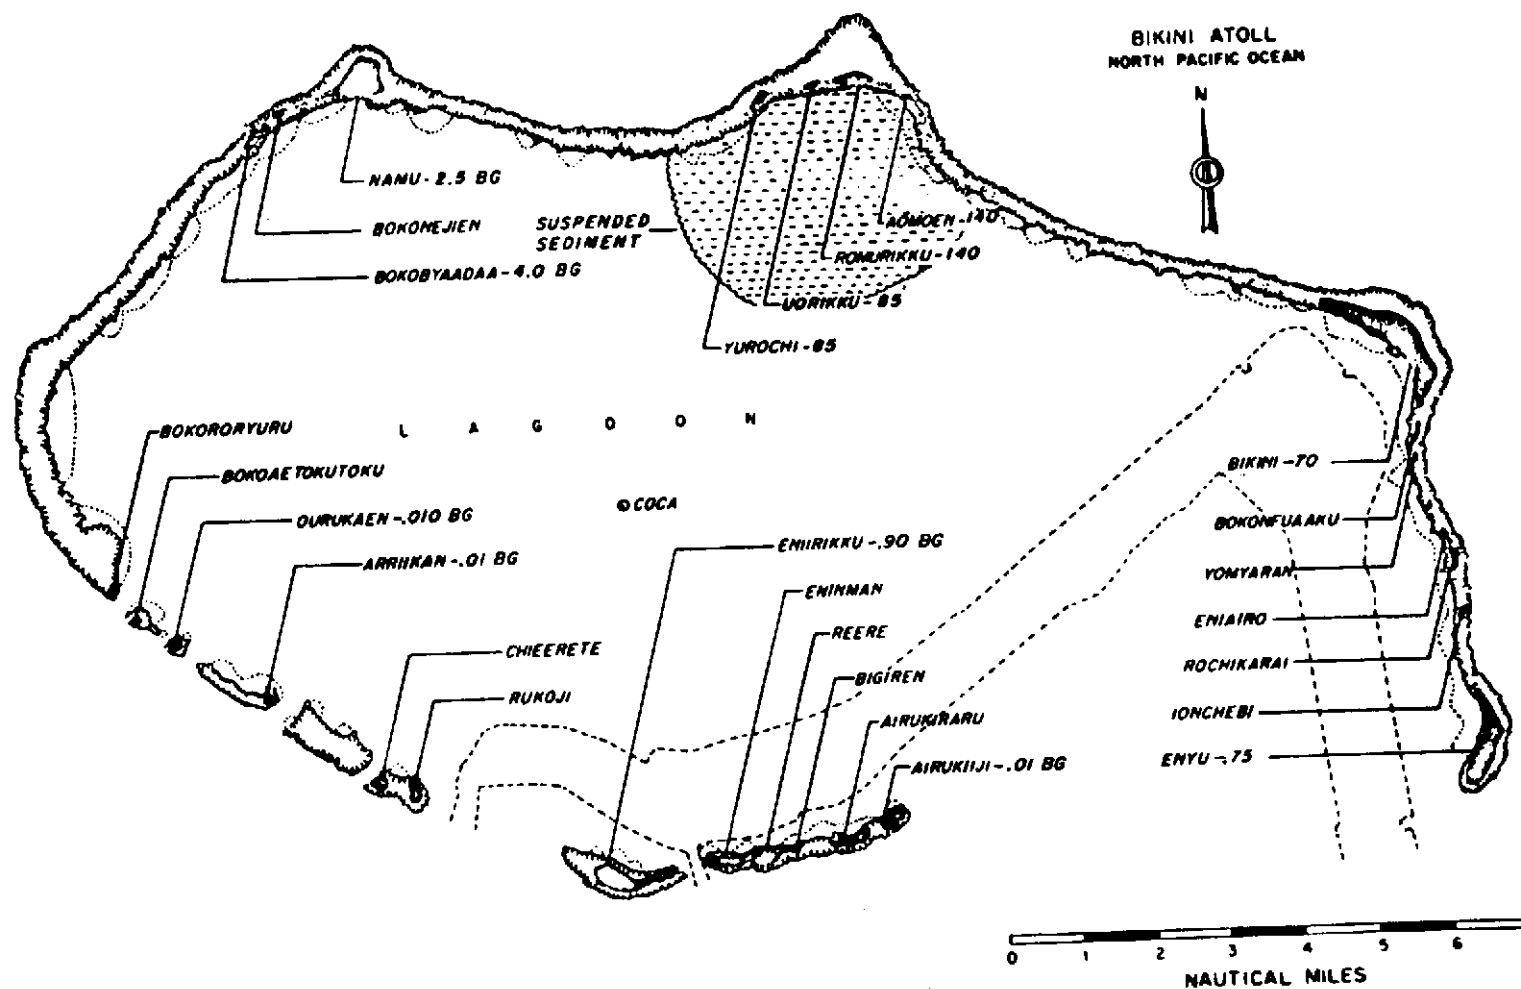 BIKINI ATOLL
NORTH PACIFIC OCEAN
N
NAMU-2.5 BG
BOKONEJIEN
BOKOBYAADAA-4.0 BG
SUSPENDED
SEDIMENT
AOMOEN-140
ROMURIKKU-140
UORIKKU-85
YUROCHI-85
LAGOON
BOKORORYURU
BOKOAETOKUTOKU
OURUKAEN-.010 BG
ARRIIKAN-.01 BG
COCA
ENIIRIKKU-.90 BG
ENINMAN
REERE
BIGIREN
AIRUKIRARU
AIRUKIIJI-.01 BG
CHIEERETE
RUKOJI
BIKINI-70
BOKONFUAAKU
YOMYARAN
ENIAIRO
ROCHIKARAI
IONCHEBI
ENYU-.75
0 1 2 3 4 5 6
NAUTICAL MILES